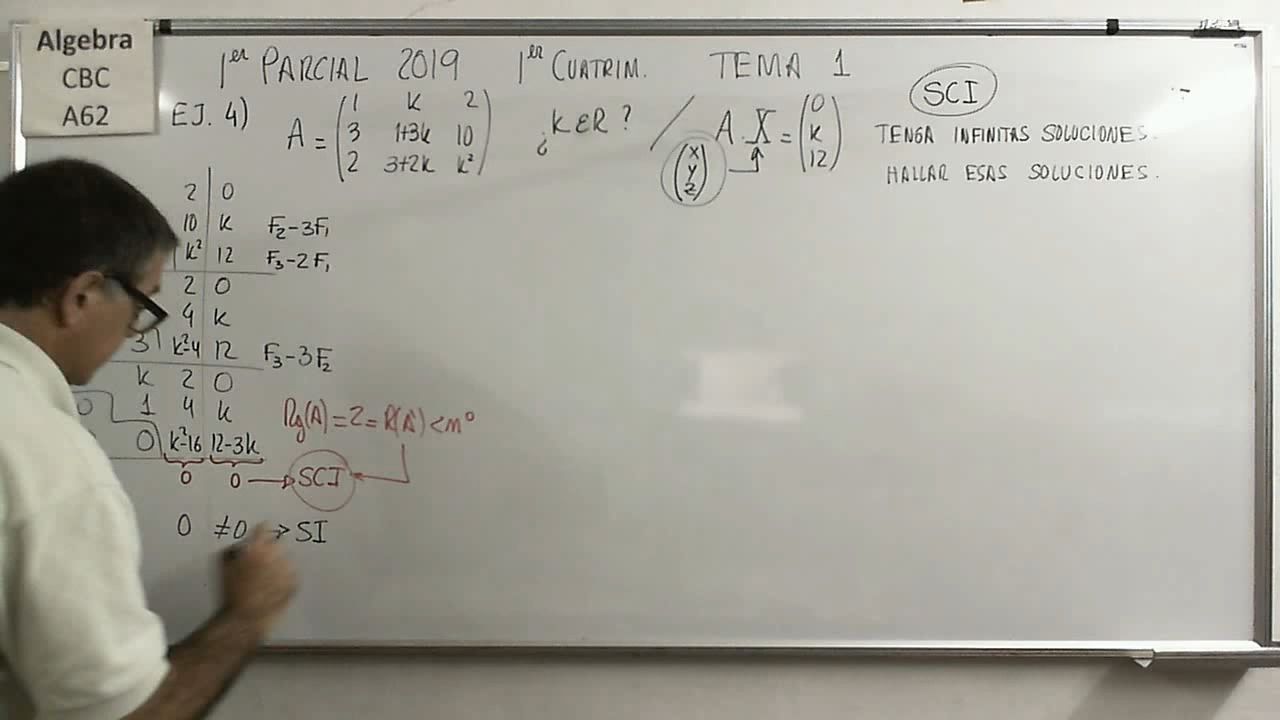 Algebra
CBC
A62
1er PARCIAL 2019 1er CUATRIM. TEMA 1
EJ. 4) A = (1 k 2
3 1+3k 10
2 3+2k k²) ¿KER? / A.X = (0
k
12)
(x
y
z)
SCI
TENGA INFINITAS SOLUCIONES.
HALLAR ESAS SOLUCIONES.
2 | 0
10 | k F₂-3F₁
k² | 12 F₃-2F₁
2 | 0
4 | k
3 k²-4 | 12 F₃-3F₂
k 2 | 0
0 1 4 | k
0 k²-16 | 12-3k
Rg(A) = 2 = R(A') < nº
0 0 → SCI
0 ≠0 → SI